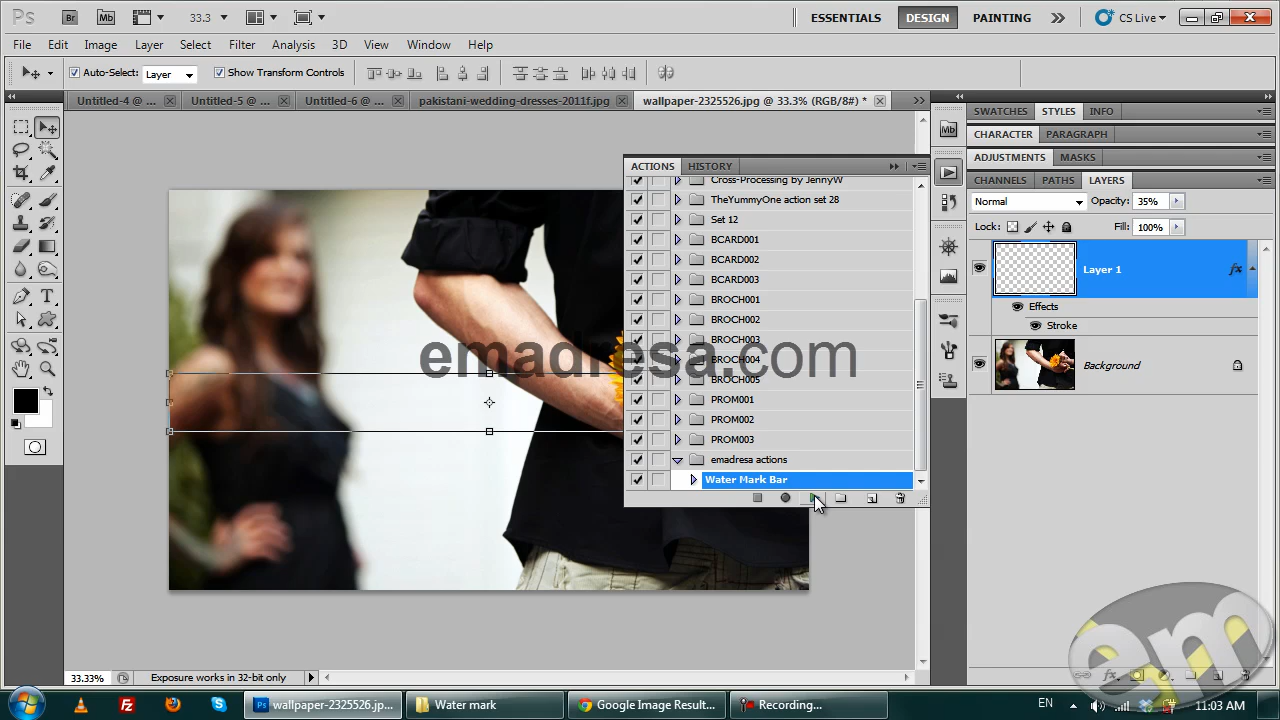 Ps Br Mb 33.3 ESSENTIALS DESIGN PAINTING CS Live
File Edit Image Layer Select Filter Analysis 3D View Window Help
Auto-Select: Layer Show Transform Controls
Untitled-4 @ ... Untitled-5 @ ... Untitled-6 @ ... pakistani-wedding-dresses-2011f.jpg wallpaper-2325526.jpg @ 33.3% (RGB/8#) *
SWATCHES STYLES INFO
CHARACTER PARAGRAPH
ADJUSTMENTS MASKS
CHANNELS PATHS LAYERS
Normal Opacity: 35%
Lock: Fill: 100%
Layer 1 fx
Effects
Stroke
Background
Mb
ACTIONS HISTORY
Cross-Processing by JennyW
TheYummyOne action set 28
Set 12
BCARD001
BCARD002
BCARD003
BROCH001
BROCH002
BROCH003
BROCH004
BROCH005
PROM001
PROM002
PROM003
emadresa actions
Water Mark Bar
emadresa.com
em
33.33% Exposure works in 32-bit only
Ps wallpaper-2325526.jp... Water mark Google Image Result... Recording... EN 11:03 AM